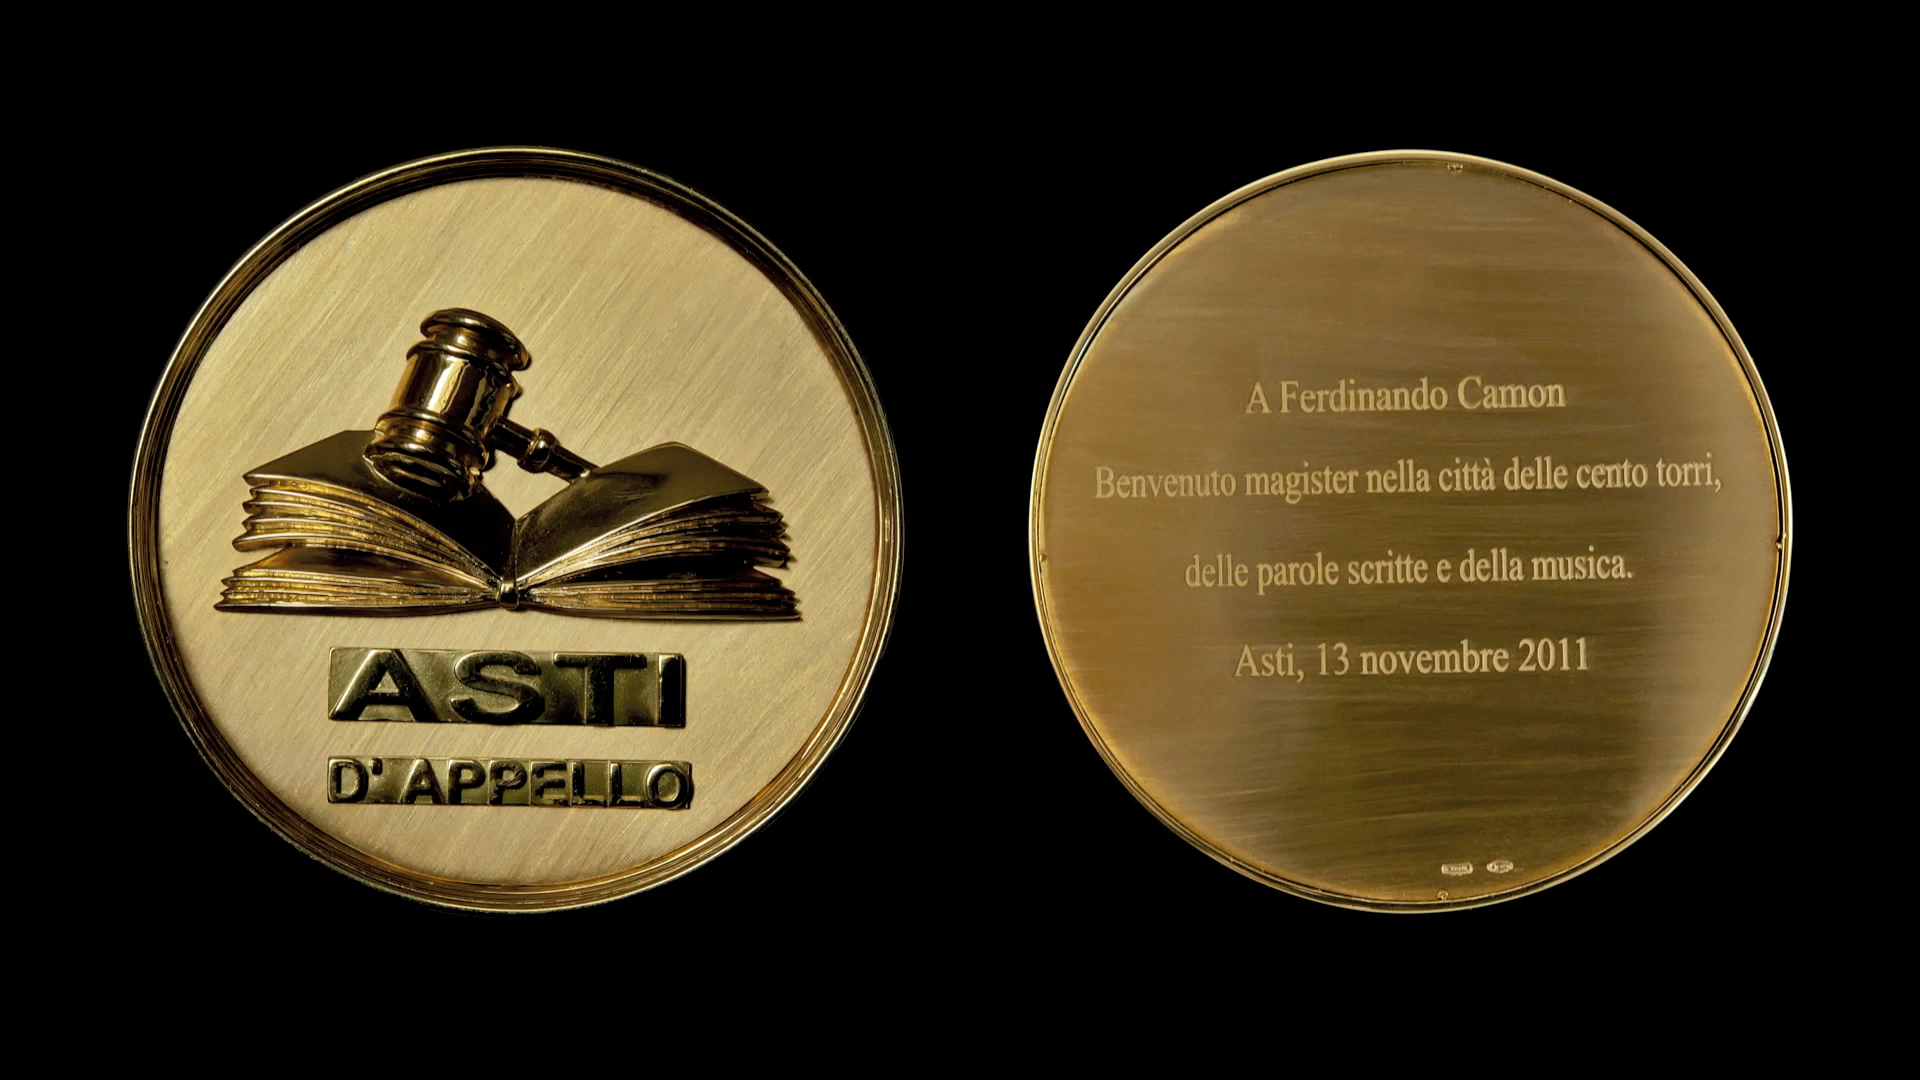 ASTI
D' APPELLO
A Ferdinando Camon
Benvenuto magister nella città delle cento torri,
delle parole scritte e della musica.
Asti, 13 novembre 2011